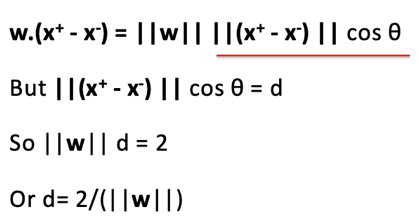 w.(x⁺ - x⁻) = ||w|| ||(x⁺ - x⁻) || cos θ
But ||(x⁺ - x⁻) || cos θ = d
So ||w|| d = 2
Or d= 2/(||w||)